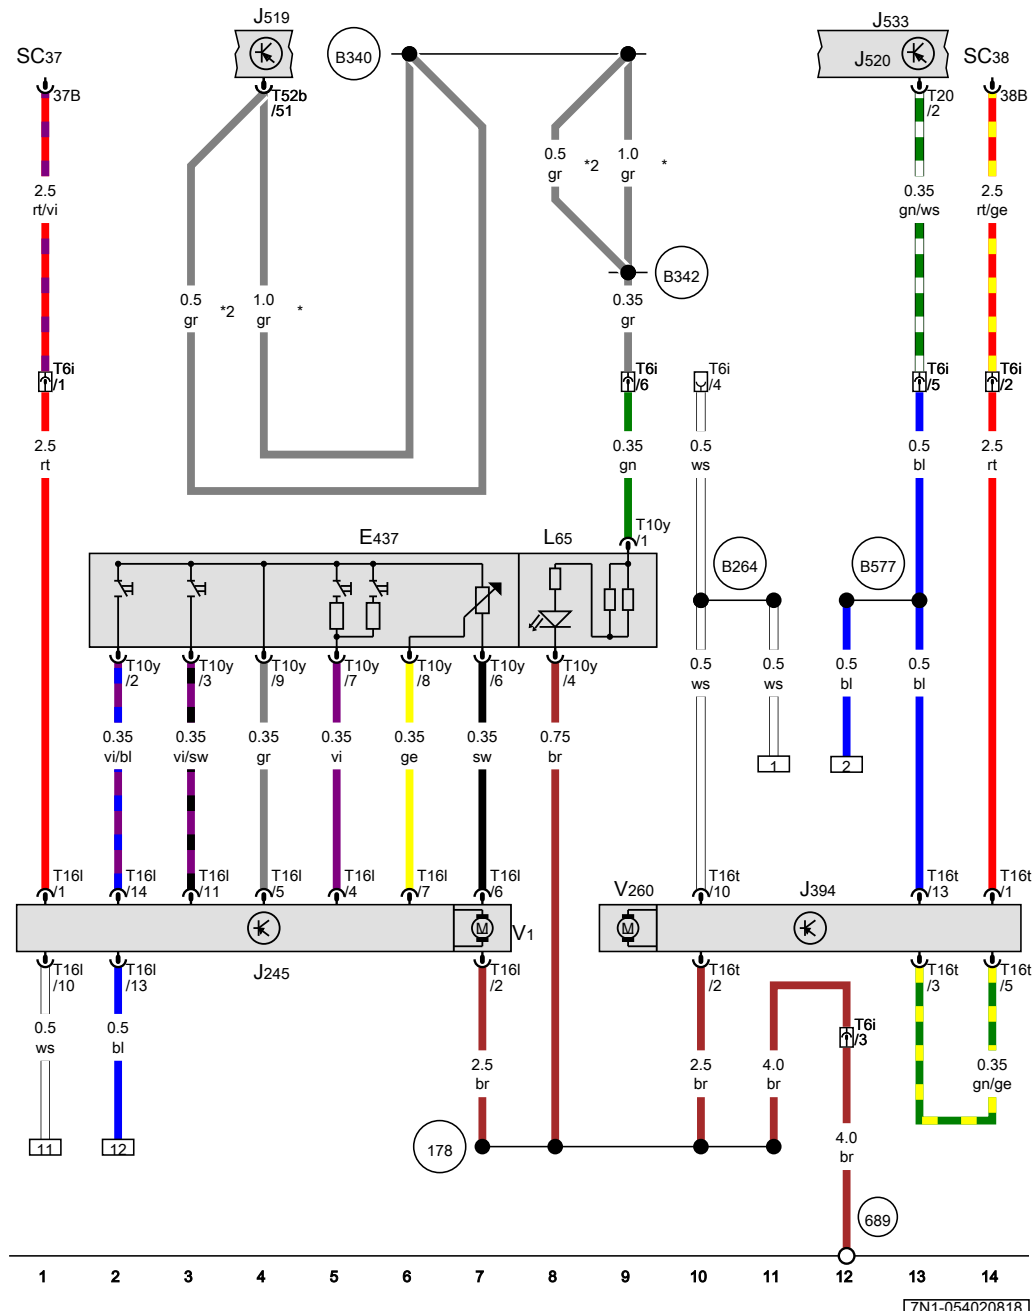 J519
J533
B340
SC37
J520
SC38
37B
T52b
/51
T20
/2
38B
0.5
gr
*2
1.0
gr
*
2.5
rt/vi
0.35
gn/ws
2.5
rt/ge
B342
0.5
gr
*2
1.0
gr
*
0.35
gr
T6i
/1
T6i
/6
T6i
/4
T6i
/5
T6i
/2
2.5
rt
0.35
gn
0.5
ws
0.5
bl
2.5
rt
E437
L65
T10y
/1
B264
B577
T10y
/2
T10y
/3
T10y
/9
T10y
/7
T10y
/8
T10y
/6
T10y
/4
0.5
ws
0.5
ws
0.5
bl
0.5
bl
0.35
vi/bl
0.35
vi/sw
0.35
gr
0.35
vi
0.35
ge
0.35
sw
0.75
br
1
2
T16l
/1
T16l
/14
T16l
/11
T16l
/5
T16l
/4
T16l
/7
T16l
/6
V260
T16t
/10
J394
T16t
/13
T16t
/1
M
V1
M
J245
T16l
/10
T16l
/13
T16l
/2
T16t
/2
T16t
/3
T16t
/5
0.5
ws
0.5
bl
T6i
/3
2.5
br
2.5
br
4.0
br
0.35
gn/ge
11
12
178
4.0
br
689
1 2 3 4 5 6 7 8 9 10 11 12 13 14
7N1-054020818